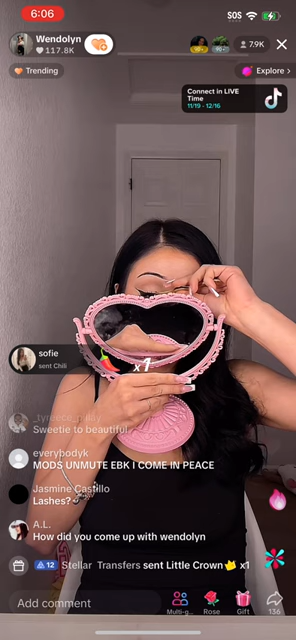 6:06
SOS
Wendolyn
117.8K
7.9K
Trending
Explore >
Connect in LIVE
Time
11/19 - 12/16
sofie
sent Chili
x1
Sweetie to beautiful
everybodyk
MODS UNMUTE EBK I COME IN PEACE
Jasmine Castillo
Lashes?
A.L.
How did you come up with wendolyn
12 Stellar Transfers sent Little Crown x1
Add comment
Multi-g...
Rose
Gift
136